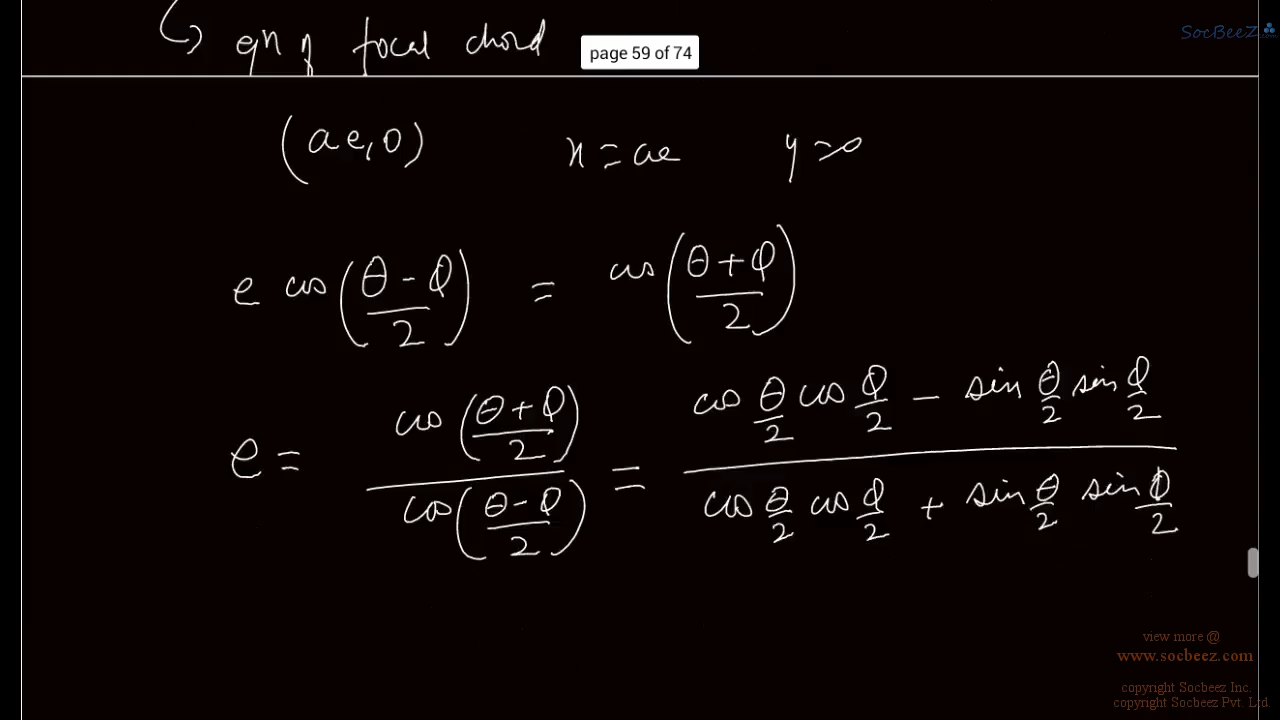 SocBeeZ
.com
↳ eqn of focal chord
page 59 of 74
(ae,0) x = ae y = 0
e cos((θ-φ)/2) = cos((θ+φ)/2)
e = cos((θ+φ)/2) / cos((θ-φ)/2) = (cos θ/2 cos φ/2 - sin θ/2 sin φ/2) / (cos θ/2 cos φ/2 + sin θ/2 sin φ/2)
view more @
www.socbeez.com
copyright Socbeez Inc.
copyright Socbeez Pvt. Ltd.